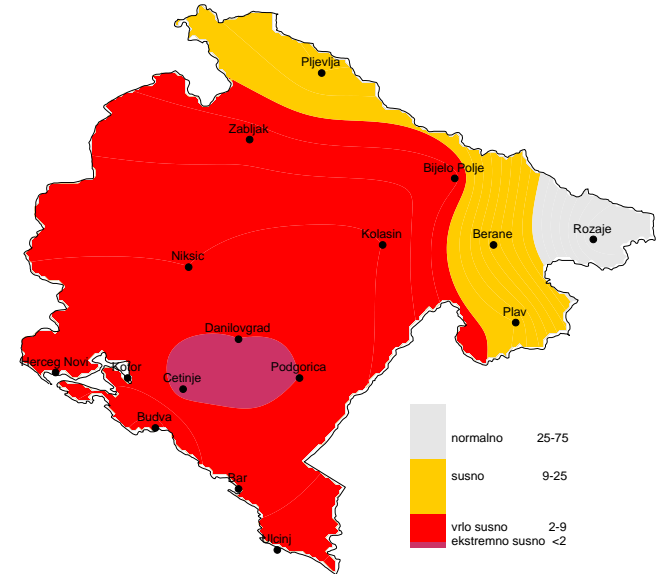 Pljevlja
Zabljak
Bijelo Polje
Kolasin
Berane
Rozaje
Niksic
Plav
Danilovgrad
Herceg Novi
Kotor
Cetinje
Podgorica
Budva
Bar
Ulcinj
normalno 25-75
susno 9-25
vrlo susno 2-9
ekstremno susno <2